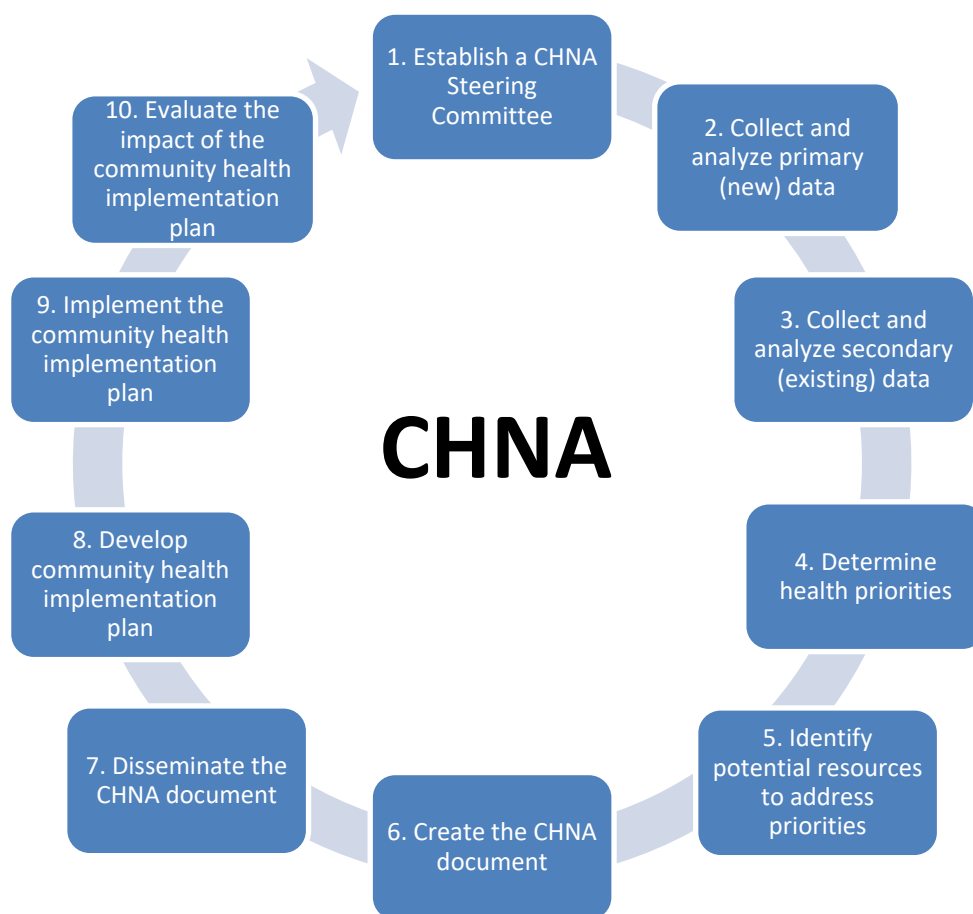 1. Establish a CHNA
Steering
Committee
2. Collect and
analyze primary
(new) data
3. Collect and
analyze secondary
(existing) data
4. Determine
health priorities
5. Identify
potential resources
to address
priorities
6. Create the CHNA
document
7. Disseminate the
CHNA document
8. Develop
community health
implementation
plan
9. Implement the
community health
implementation
plan
10. Evaluate the
impact of the
community health
implementation
plan
CHNA